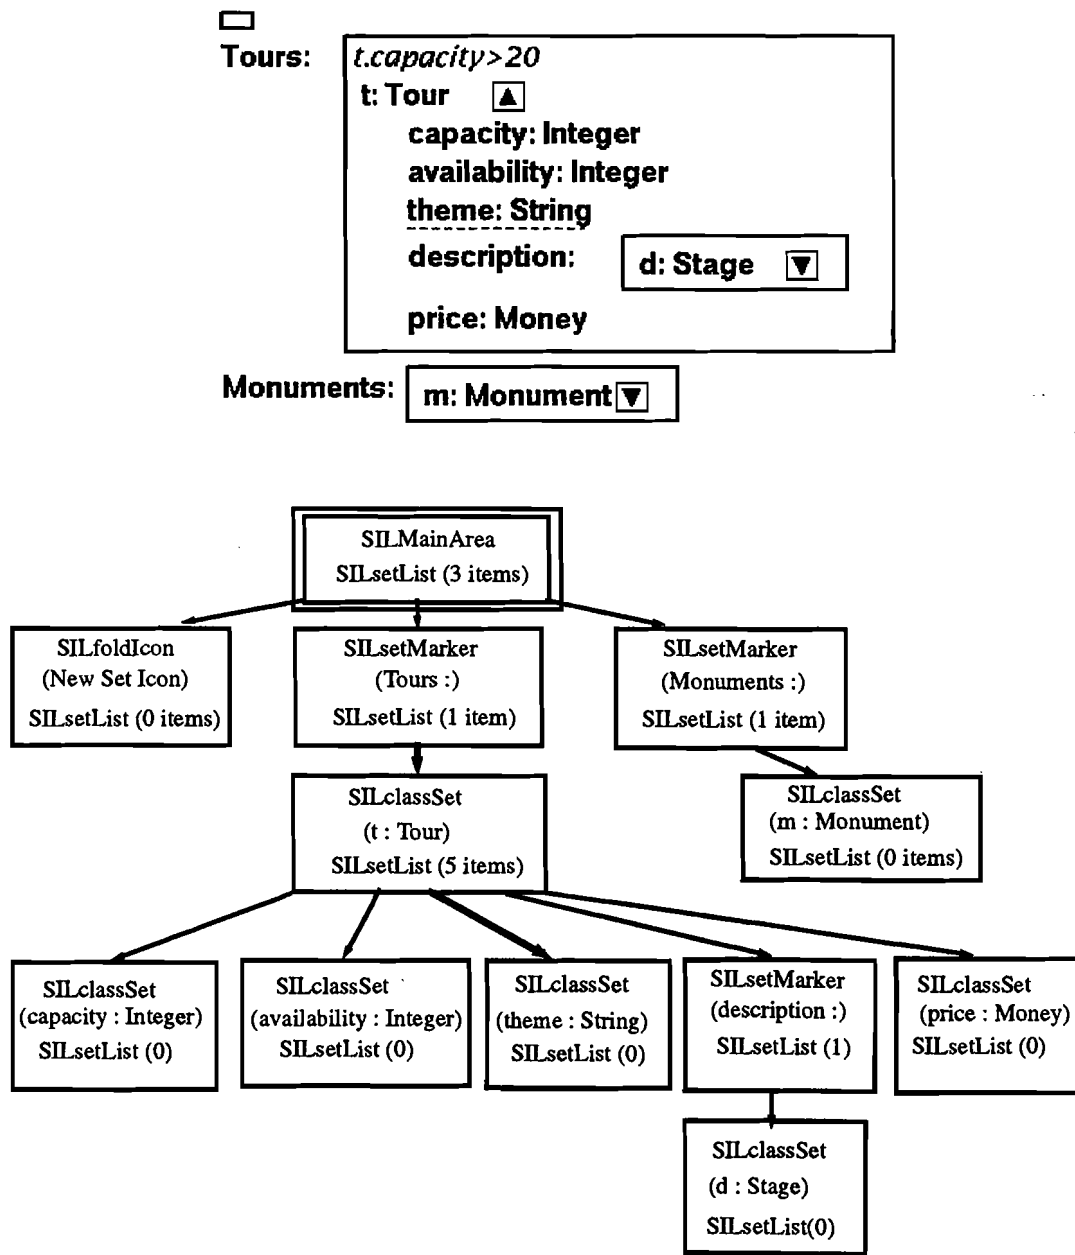 Tours:
t.capacity>20
t: Tour
capacity: Integer
availability: Integer
theme: String
description:
d: Stage
price: Money
Monuments:
m: Monument
SILMainArea
SILsetList (3 items)
SILfoldIcon
(New Set Icon)
SILsetList (0 items)
SILsetMarker
(Tours :)
SILsetList (1 item)
SILsetMarker
(Monuments :)
SILsetList (1 item)
SILclassSet
(t : Tour)
SILsetList (5 items)
SILclassSet
(m : Monument)
SILsetList (0 items)
SILclassSet
(capacity : Integer)
SILsetList (0)
SILclassSet
(availability : Integer)
SILsetList (0)
SILclassSet
(theme : String)
SILsetList (0)
SILsetMarker
(description :)
SILsetList (1)
SILclassSet
(price : Money)
SILsetList (0)
SILclassSet
(d : Stage)
SILsetList(0)